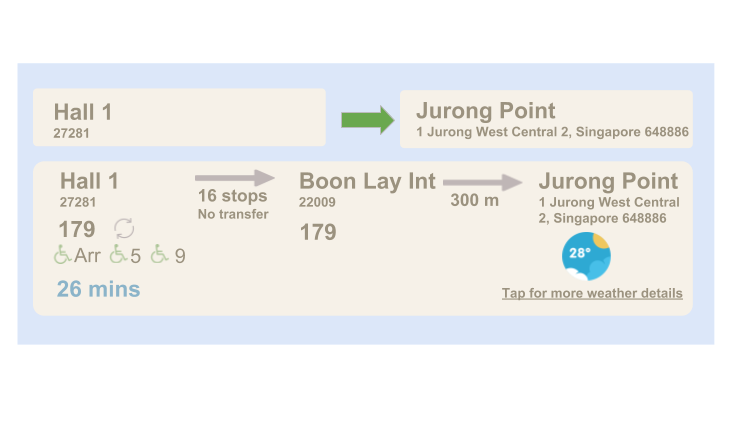 Hall 1
27281
Jurong Point
1 Jurong West Central 2, Singapore 648886
Hall 1
27281
179
Arr 5 9
26 mins
16 stops
No transfer
Boon Lay Int
22009
179
300 m
Jurong Point
1 Jurong West Central
2, Singapore 648886
28°
Tap for more weather details